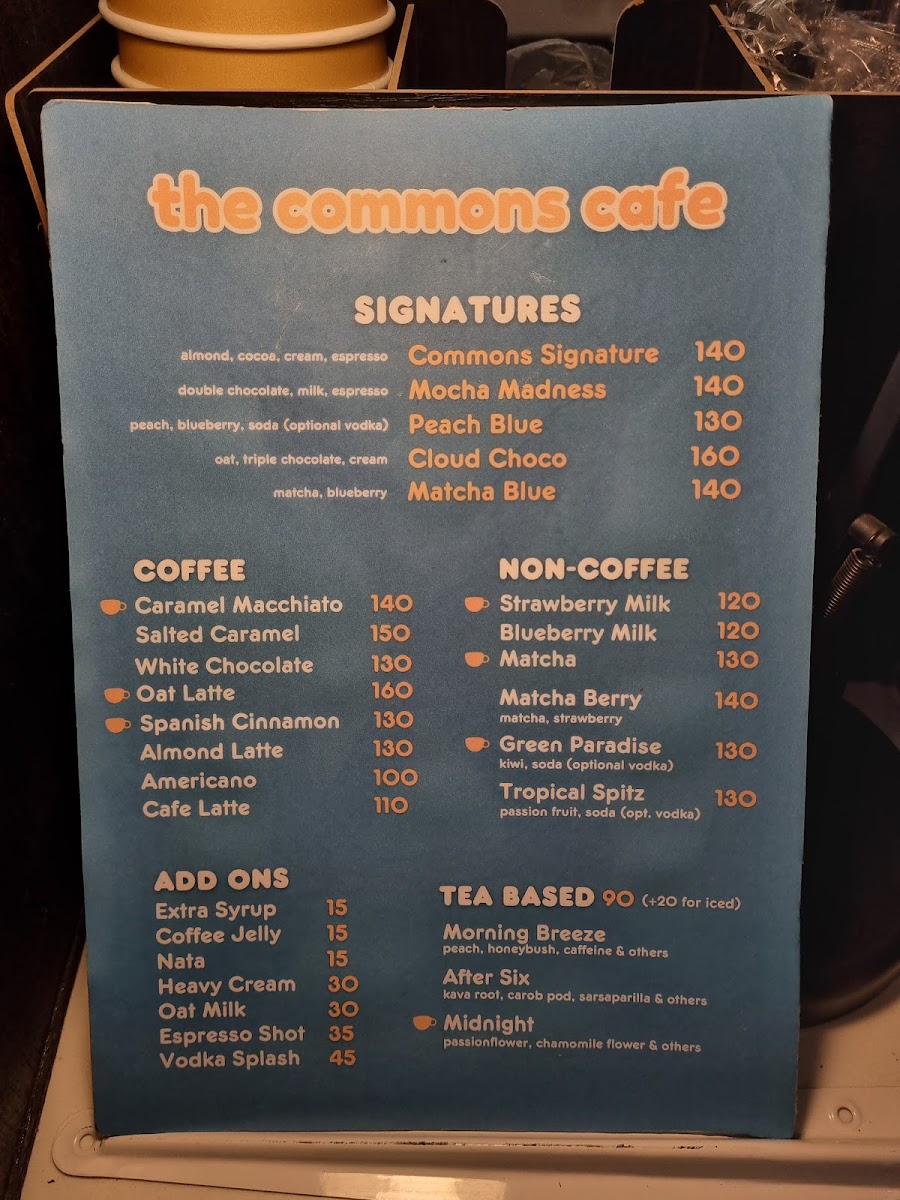 the commons cafe
SIGNATURES
almond, cocoa, cream, espresso Commons Signature 140
double chocolate, milk, espresso Mocha Madness 140
peach, blueberry, soda (optional vodka) Peach Blue 130
oat, triple chocolate, cream Cloud Choco 160
matcha, blueberry Matcha Blue 140
COFFEE
Caramel Macchiato 140
Salted Caramel 150
White Chocolate 130
Oat Latte 160
Spanish Cinnamon 130
Almond Latte 130
Americano 100
Cafe Latte 110
NON-COFFEE
Strawberry Milk 120
Blueberry Milk 120
Matcha 130
Matcha Berry 140
matcha, strawberry
Green Paradise 130
kiwi, soda (optional vodka)
Tropical Spitz 130
passion fruit, soda (opt. vodka)
ADD ONS
Extra Syrup 15
Coffee Jelly 15
Nata 15
Heavy Cream 30
Oat Milk 30
Espresso Shot 35
Vodka Splash 45
TEA BASED 90 (+20 for iced)
Morning Breeze
peach, honeybush, caffeine & others
After Six
kava root, carob pod, sarsaparilla & others
Midnight
passionflower, chamomile flower & others